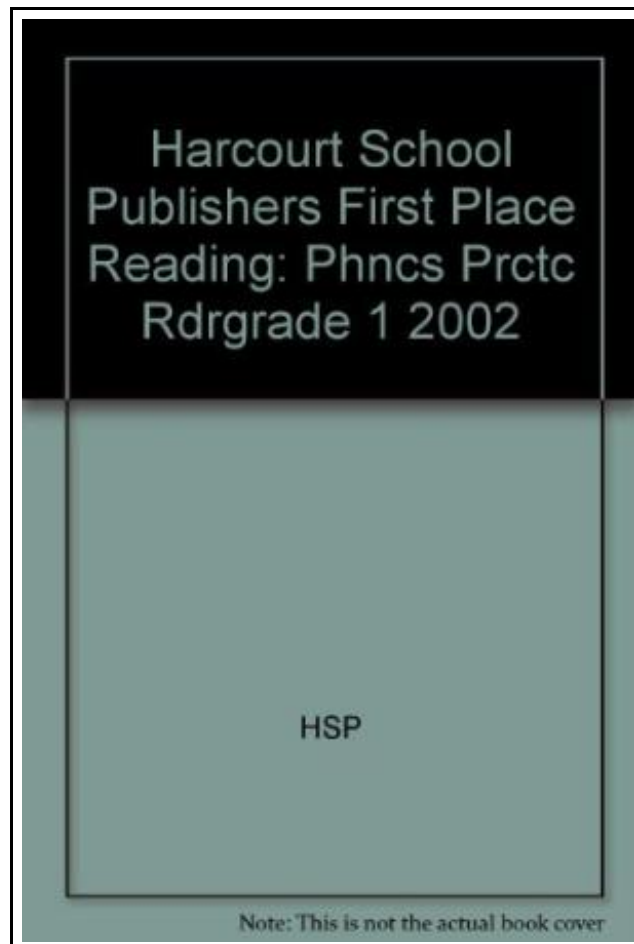 Harcourt School
Publishers First Place
Reading: Phncs Prctc
Rdrgrade 1 2002
HSP
Note: This is not the actual book cover